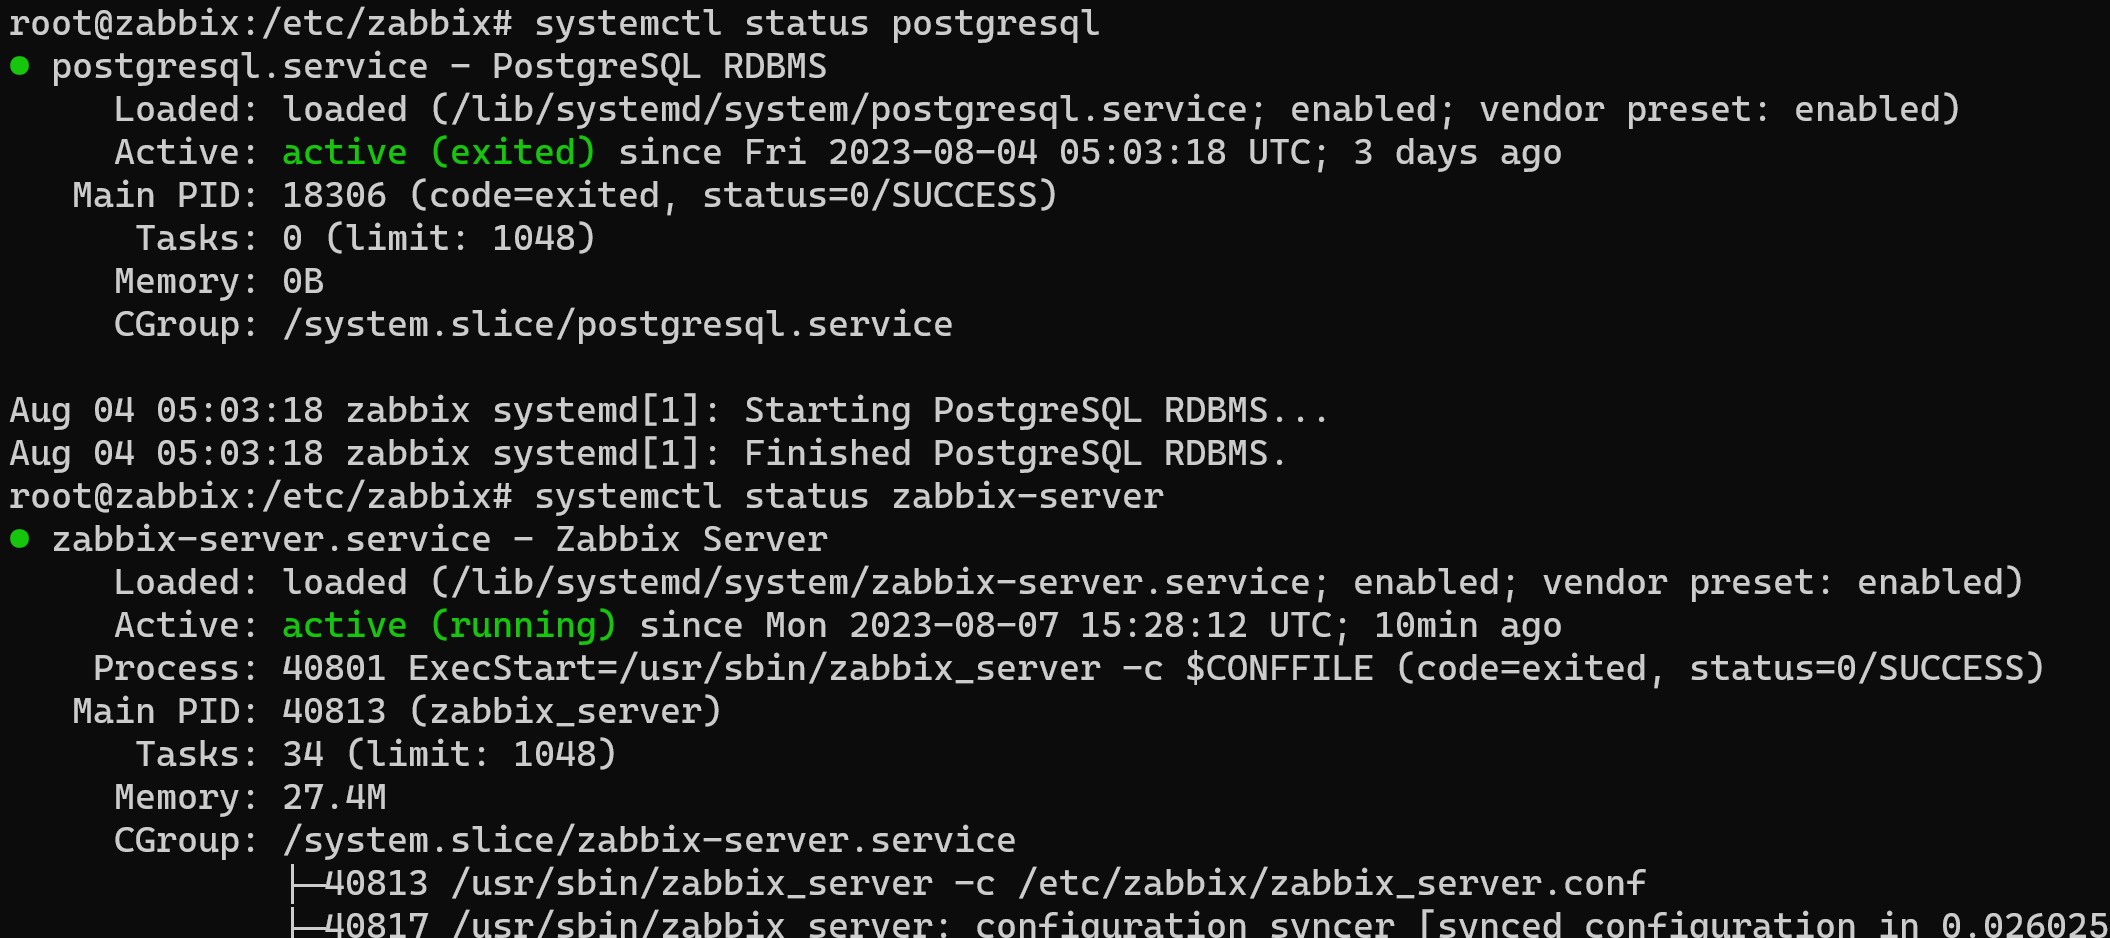 root@zabbix:/etc/zabbix# systemctl status postgresql
● postgresql.service - PostgreSQL RDBMS
     Loaded: loaded (/lib/systemd/system/postgresql.service; enabled; vendor preset: enabled)
     Active: active (exited) since Fri 2023-08-04 05:03:18 UTC; 3 days ago
   Main PID: 18306 (code=exited, status=0/SUCCESS)
      Tasks: 0 (limit: 1048)
     Memory: 0B
     CGroup: /system.slice/postgresql.service

Aug 04 05:03:18 zabbix systemd[1]: Starting PostgreSQL RDBMS...
Aug 04 05:03:18 zabbix systemd[1]: Finished PostgreSQL RDBMS.
root@zabbix:/etc/zabbix# systemctl status zabbix-server
● zabbix-server.service - Zabbix Server
     Loaded: loaded (/lib/systemd/system/zabbix-server.service; enabled; vendor preset: enabled)
     Active: active (running) since Mon 2023-08-07 15:28:12 UTC; 10min ago
    Process: 40801 ExecStart=/usr/sbin/zabbix_server -c $CONFFILE (code=exited, status=0/SUCCESS)
   Main PID: 40813 (zabbix_server)
      Tasks: 34 (limit: 1048)
     Memory: 27.4M
     CGroup: /system.slice/zabbix-server.service
             ├─40813 /usr/sbin/zabbix_server -c /etc/zabbix/zabbix_server.conf
             ├─40817 /usr/sbin/zabbix_server: configuration syncer [synced configuration in 0.026025